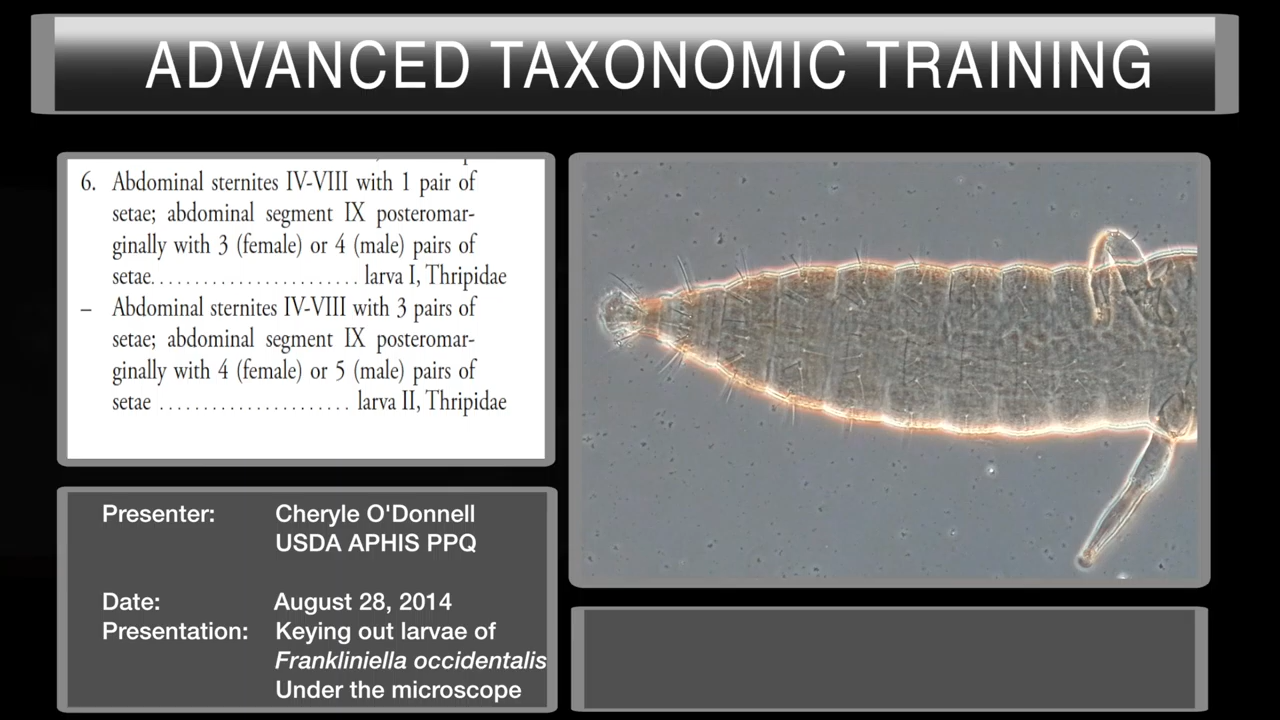 ADVANCED TAXONOMIC TRAINING
6. Abdominal sternites IV-VIII with 1 pair of
setae; abdominal segment IX posteromar-
ginally with 3 (female) or 4 (male) pairs of
setae. . . . . . . . . . . . . . . . . . . . . . . . larva I, Thripidae
– Abdominal sternites IV-VIII with 3 pairs of
setae; abdominal segment IX posteromar-
ginally with 4 (female) or 5 (male) pairs of
setae . . . . . . . . . . . . . . . . . . . . . . larva II, Thripidae
Presenter: Cheryle O'Donnell
USDA APHIS PPQ
Date: August 28, 2014
Presentation: Keying out larvae of
Frankliniella occidentalis
Under the microscope